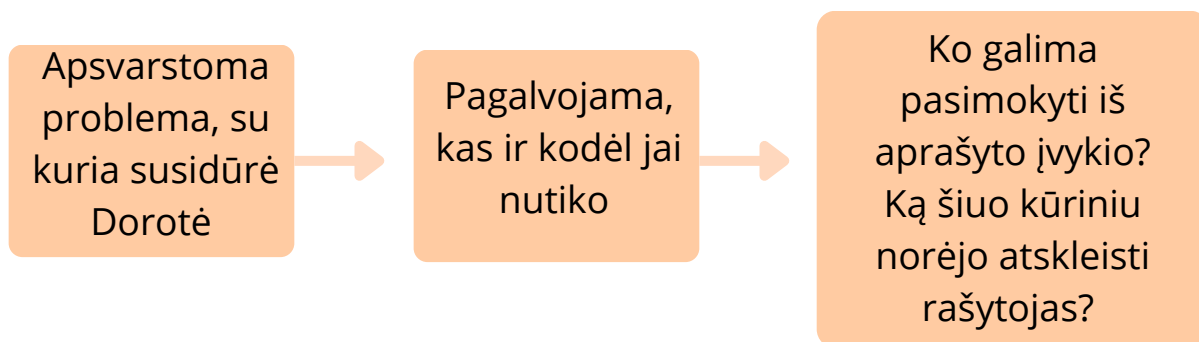 Apsvarstoma
problema, su
kuria susidūrė
Dorotė
Pagalvojama,
kas ir kodėl jai
nutiko
Ko galima
pasimokyti iš
aprašyto įvykio?
Ką šiuo kūriniu
norėjo atskleisti
rašytojas?